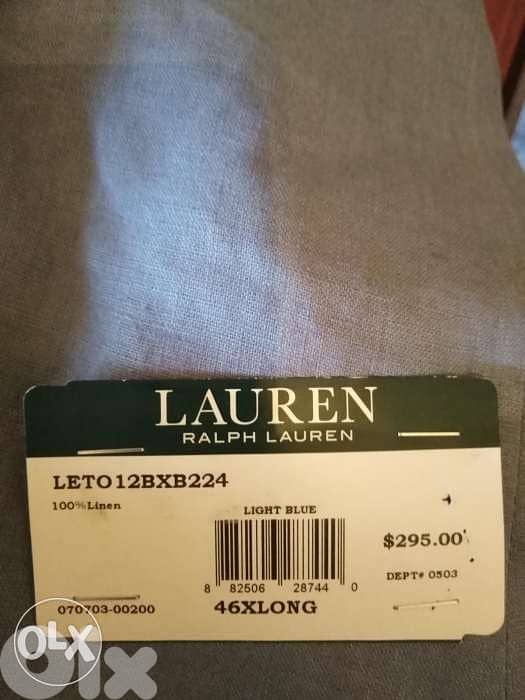 LAUREN
RALPH LAUREN
LETO12BXB224
100% Linen
LIGHT BLUE
$295.00
8 82506 28744 0
DEPT# 0503
070703-00200
46XLONG
OLX
OLX